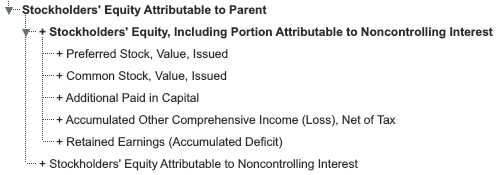 Stockholders' Equity Attributable to Parent
+ Stockholders' Equity, Including Portion Attributable to Noncontrolling Interest
+ Preferred Stock, Value, Issued
+ Common Stock, Value, Issued
+ Additional Paid in Capital
+ Accumulated Other Comprehensive Income (Loss), Net of Tax
+ Retained Earnings (Accumulated Deficit)
+ Stockholders' Equity Attributable to Noncontrolling Interest